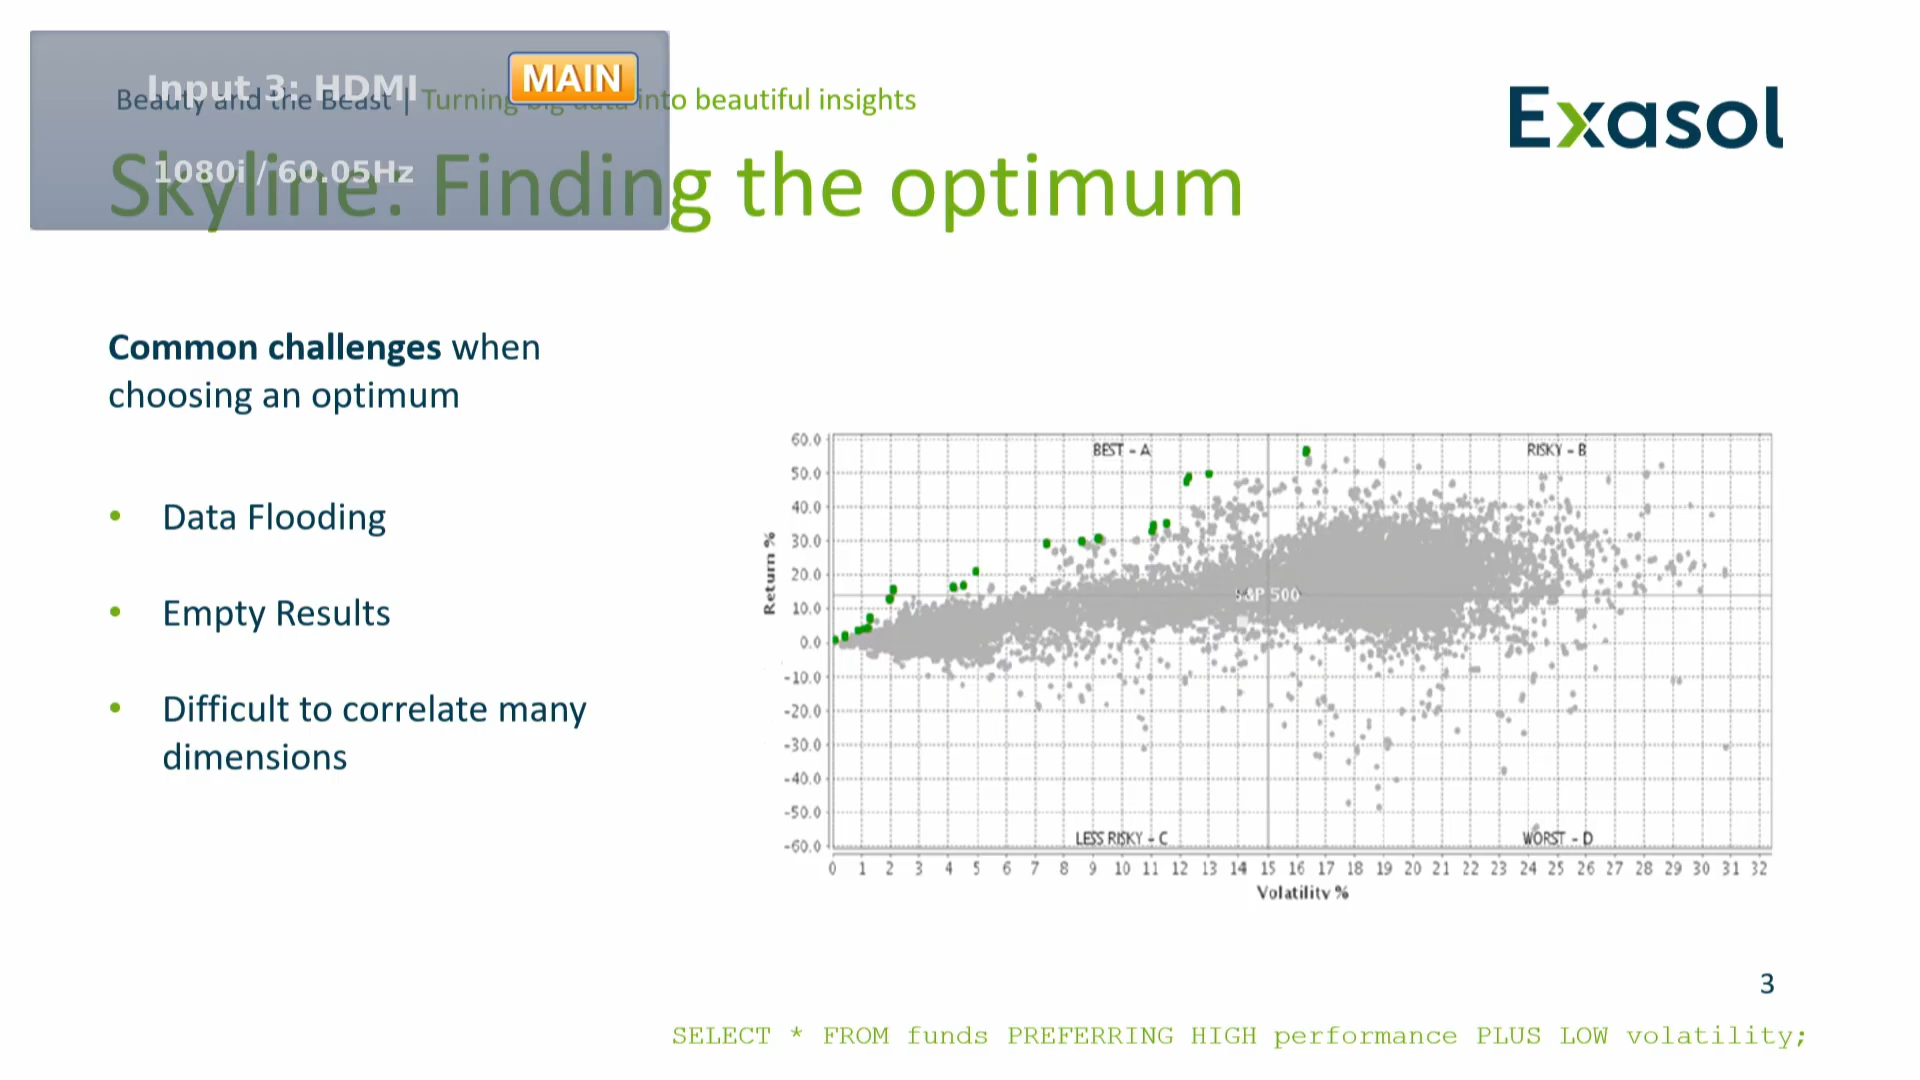 Input 3: HDMI
MAIN
1080i / 60.05Hz
Beauty and the Beast | Turning big data into beautiful insights
Exasol
Skyline: Finding the optimum
Common challenges when
choosing an optimum
• Data Flooding
• Empty Results
• Difficult to correlate many
dimensions
BEST - A
RISKY - B
LESS RISKY - C
WORST - D
S&P 500
Return %
60.0
50.0
40.0
30.0
20.0
10.0
0.0
-10.0
-20.0
-30.0
-40.0
-50.0
-60.0
0 1 2 3 4 5 6 7 8 9 10 11 12 13 14 15 16 17 18 19 20 21 22 23 24 25 26 27 28 29 30 31 32
Volatility %
3
SELECT * FROM funds PREFERRING HIGH performance PLUS LOW volatility;